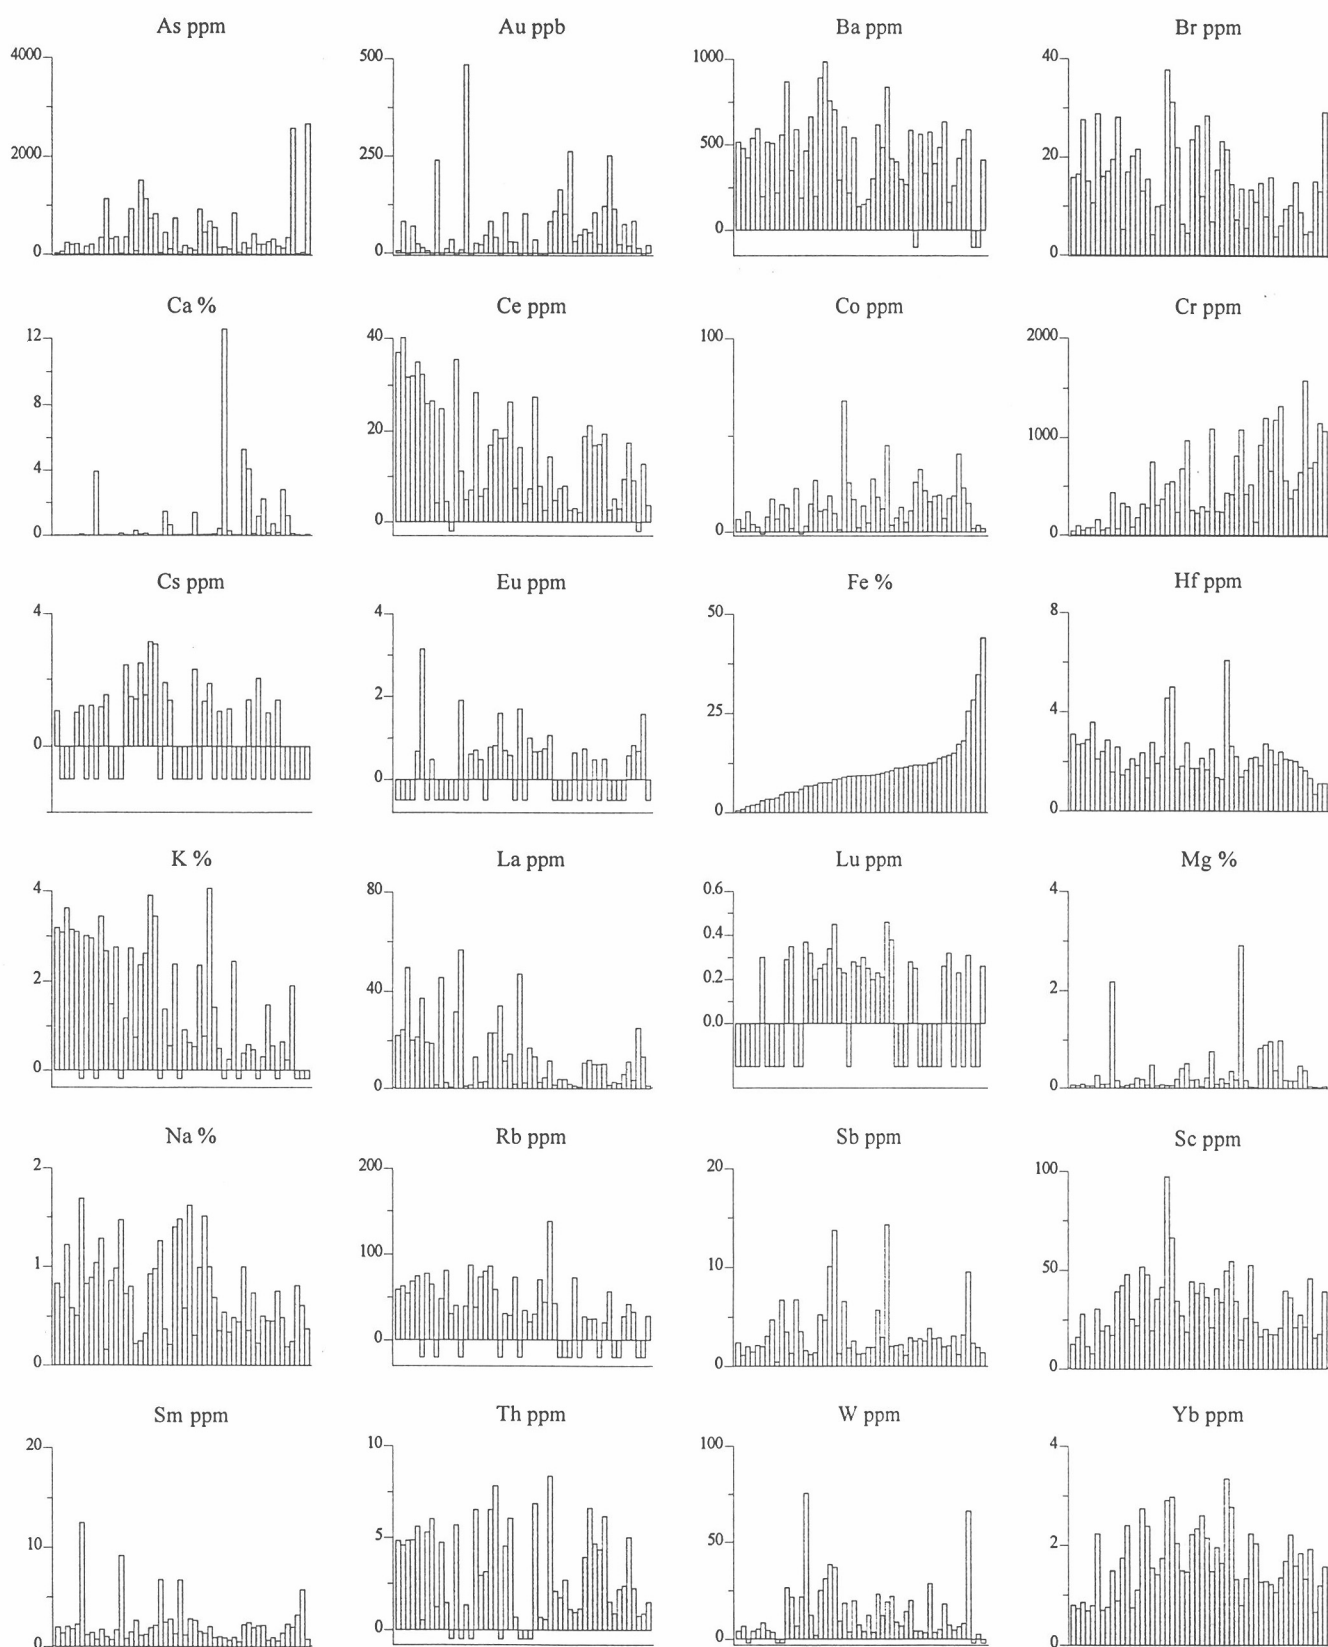 As ppm Au ppb Ba ppm Br ppm
4000 500 1000 40
2000 250 500 20
0 0 0 0
Ca % Ce ppm Co ppm Cr ppm
12 40 100 2000
8 20 1000
4
0 0 0 0
Cs ppm Eu ppm Fe % Hf ppm
4 4 50 8
2 25 4
0 0 0 0
K % La ppm Lu ppm Mg %
4 80 0.6 4
2 40 0.4 2
0.2
0 0 0.0 0
Na % Rb ppm Sb ppm Sc ppm
2 200 20 100
1 100 10 50
0 0 0 0
Sm ppm Th ppm W ppm Yb ppm
20 10 100 4
10 5 50 2
0 0 0 0